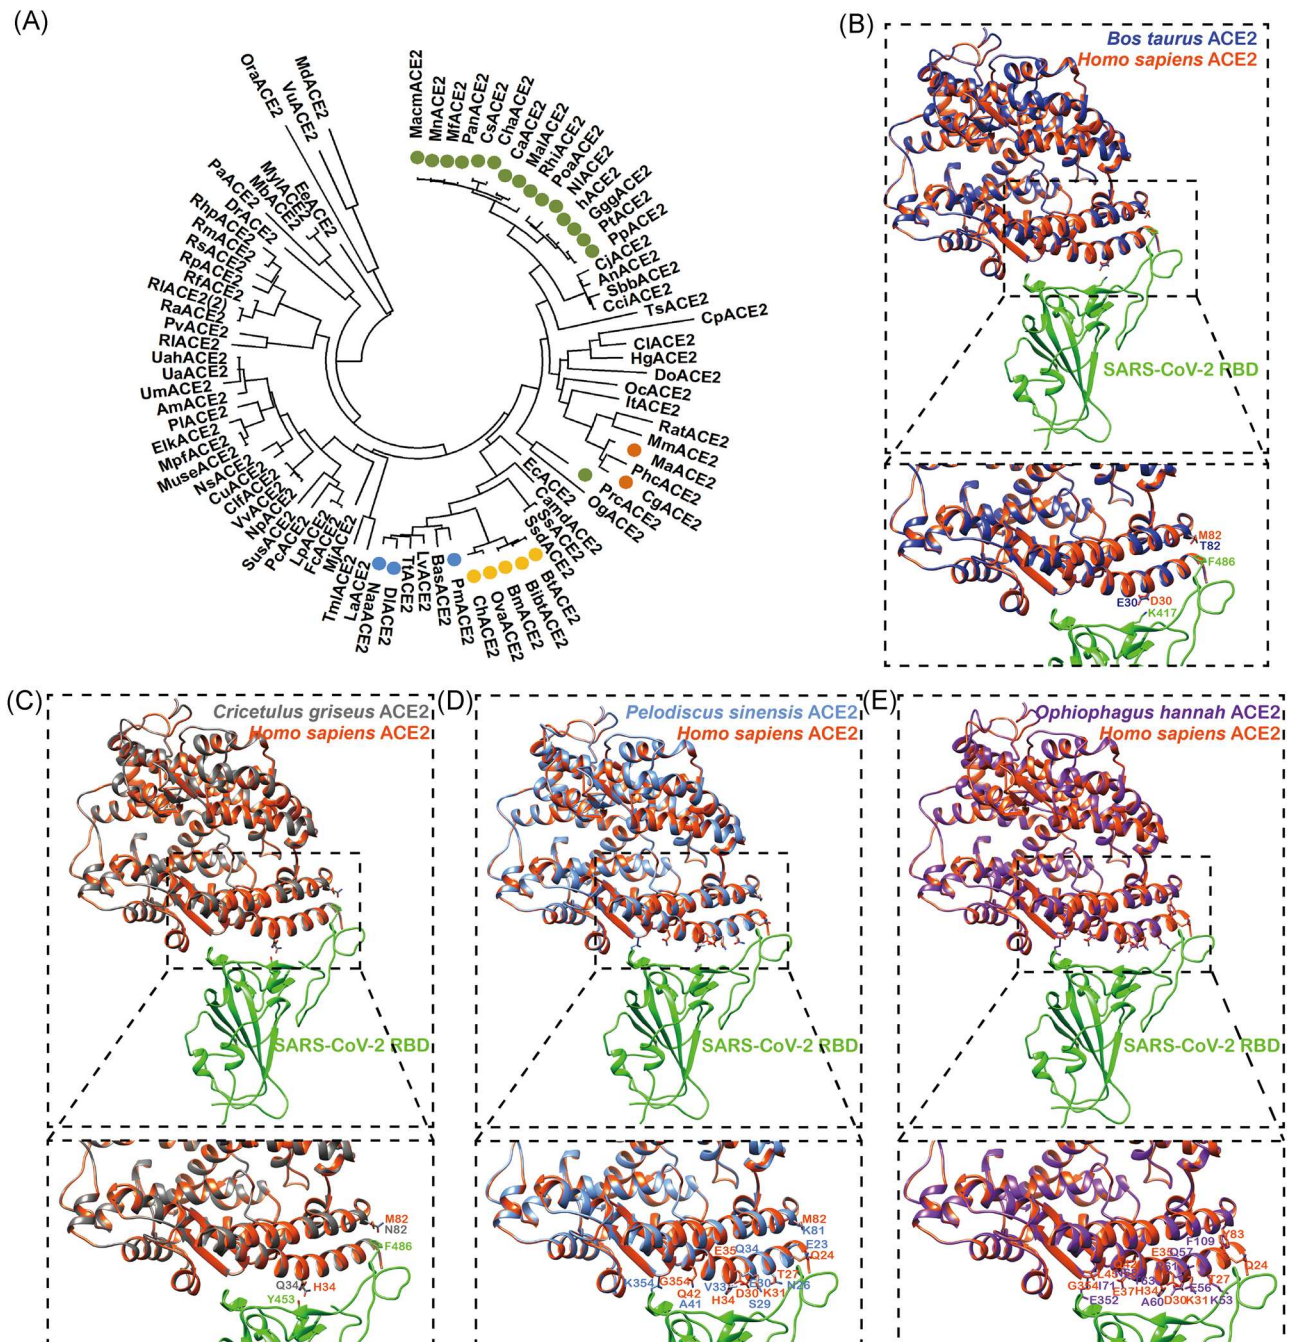 (A)
OraACE2
VuACE2
MdACE2
PaACE2
MbACE2
MylACE2
EeACE2
DrACE2
RhpACE2
RmACE2
RsACE2
RpACE2
RfACE2
RlACE2(2)
RaACE2
PvACE2
RlACE2
UahACE2
UaACE2
UmACE2
AmACE2
PlACE2
ElkACE2
MpfACE2
MuseACE2
NsACE2
CuACE2
ClfACE2
VvACE2
NpACE2
SusACE2
PcACE2
LpACE2
FcACE2
MjACE2
TmlACE2
LaACE2
NaaACE2
DlACE2
TtACE2
LvACE2
BasACE2
PmACE2
ChACE2
OvaACE2
BmACE2
BibtACE2
BtACE2
SsdACE2
SsACE2
CamdACE2
EcACE2
OgACE2
PrcACE2
CgACE2
PhcACE2
MaACE2
MmACE2
RatACE2
ItACE2
OcACE2
DoACE2
HgACE2
ClACE2
CpACE2
TsACE2
CciACE2
SbbACE2
AnACE2
CjACE2
PpACE2
PtACE2
GggACE2
hACE2
NlACE2
PoaACE2
RhiACE2
MalACE2
CaACE2
ChaACE2
CsACE2
PanACE2
MfACE2
MnACE2
MacmACE2
(B)
Bos taurus ACE2
Homo sapiens ACE2
SARS-CoV-2 RBD
M82
T82
F486
E30 D30
K417
(C)
Cricetulus griseus ACE2
Homo sapiens ACE2
SARS-CoV-2 RBD
M82
N82
F486
Q34 H34
Y453
(D)
Pelodiscus sinensis ACE2
Homo sapiens ACE2
SARS-CoV-2 RBD
M82
K81
E23
Q24
E35 Q34
T27
N26
K354 G354
V33 E30
Q42 H34 D30 K31
A41 S29
(E)
Ophiophagus hannah ACE2
Homo sapiens ACE2
SARS-CoV-2 RBD
Y83
F109
E35 Q57
Q24
T27
G354 I71 E37 H34 E56
E352 A60 D30 K31 K53